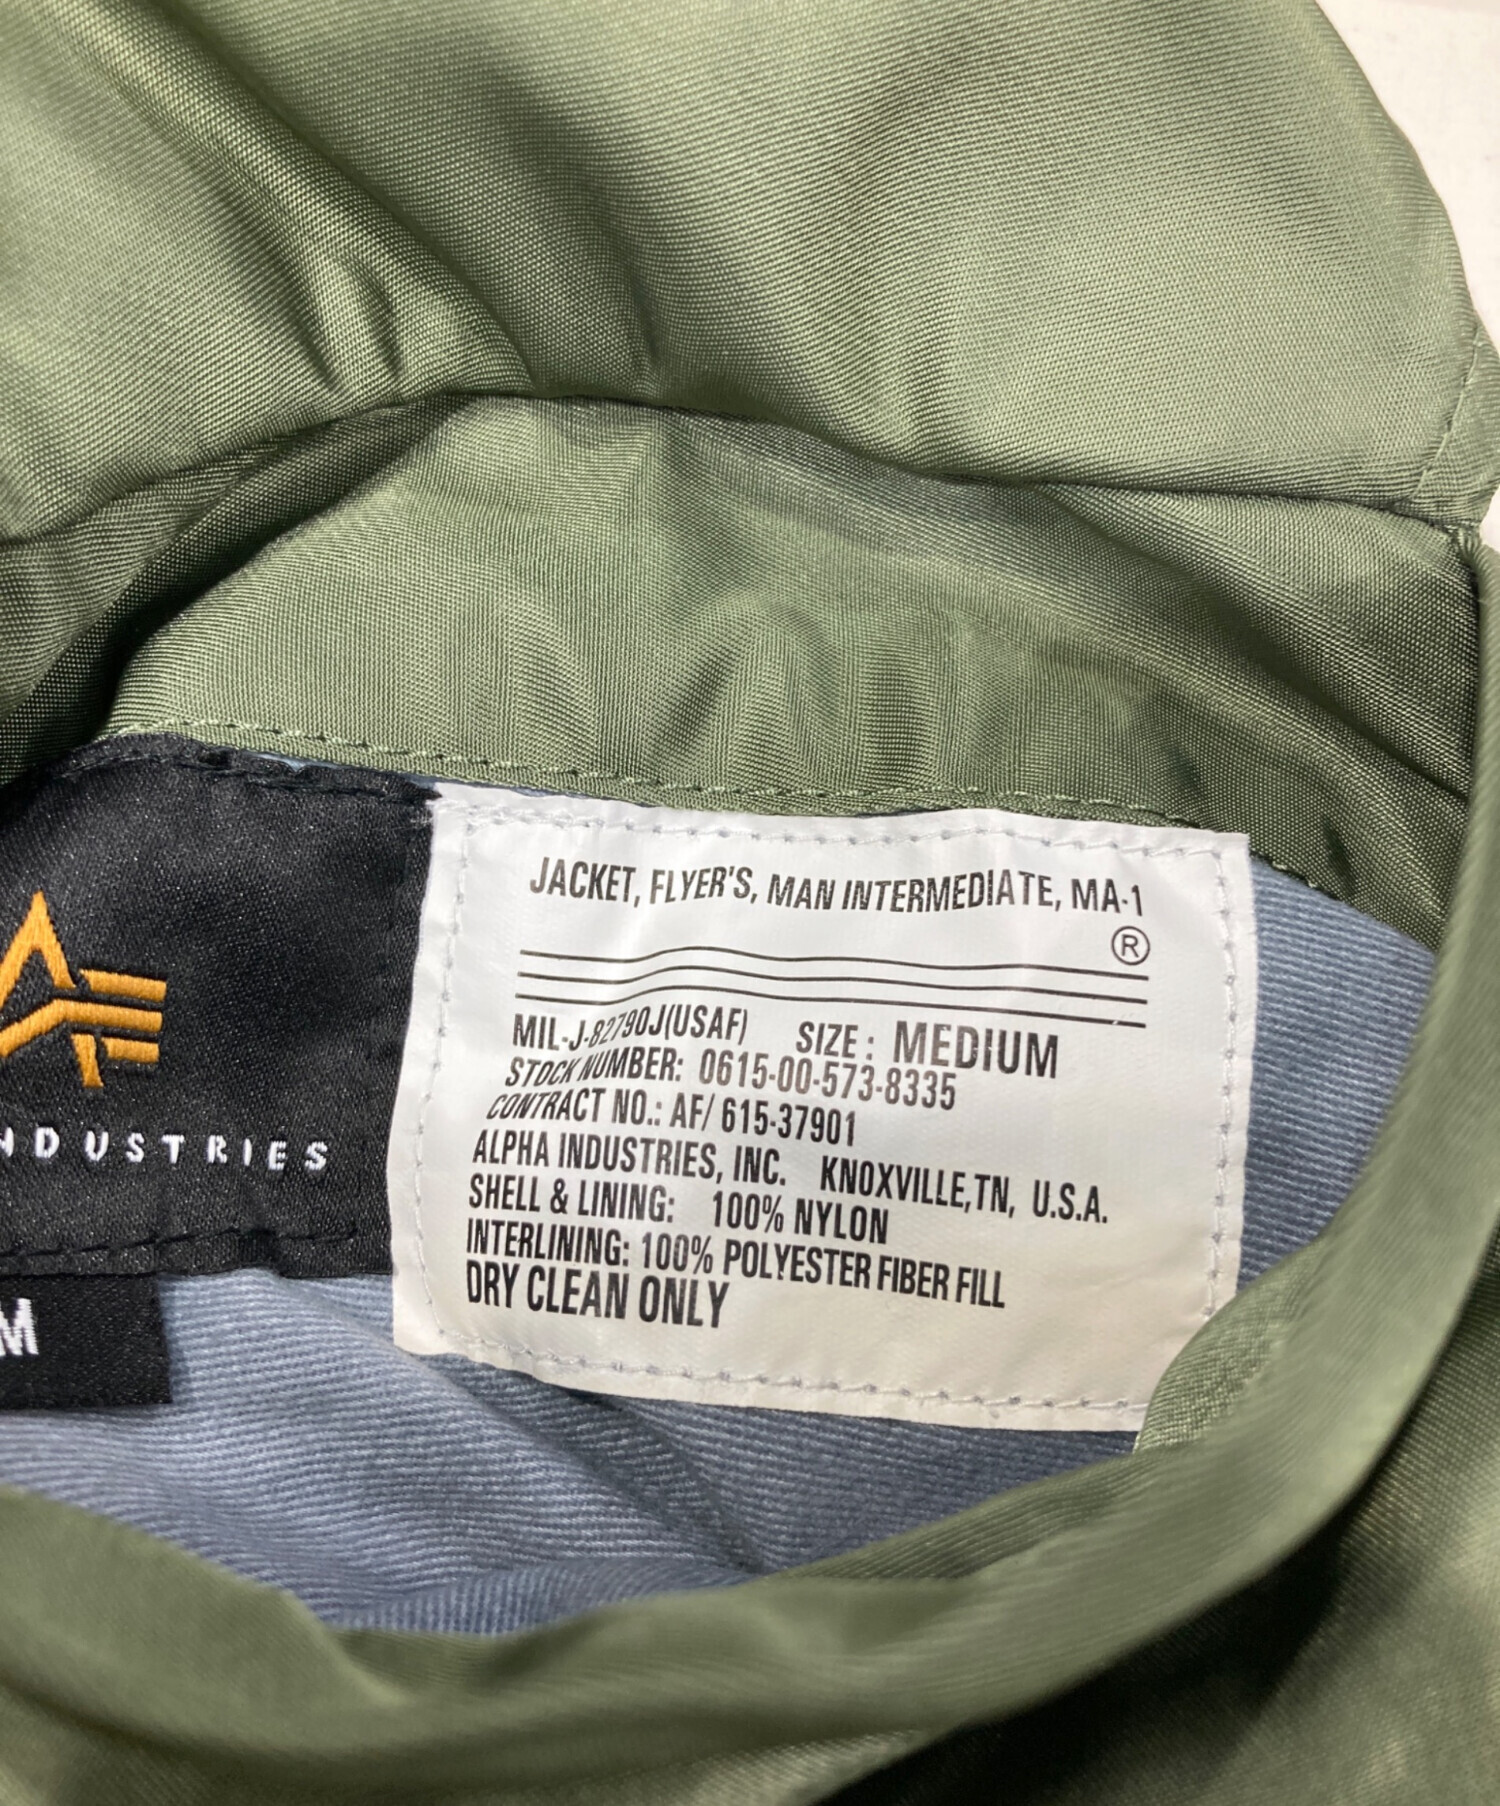 JACKET, FLYER'S, MAN INTERMEDIATE, MA-1
®
MIL-J-82790J(USAF) SIZE: MEDIUM
STOCK NUMBER: 0615-00-573-8335
CONTRACT NO.: AF/ 615-37901
ALPHA INDUSTRIES, INC. KNOXVILLE,TN, U.S.A.
SHELL & LINING: 100% NYLON
INTERLINING: 100% POLYESTER FIBER FILL
DRY CLEAN ONLY
NDUSTRIES
M